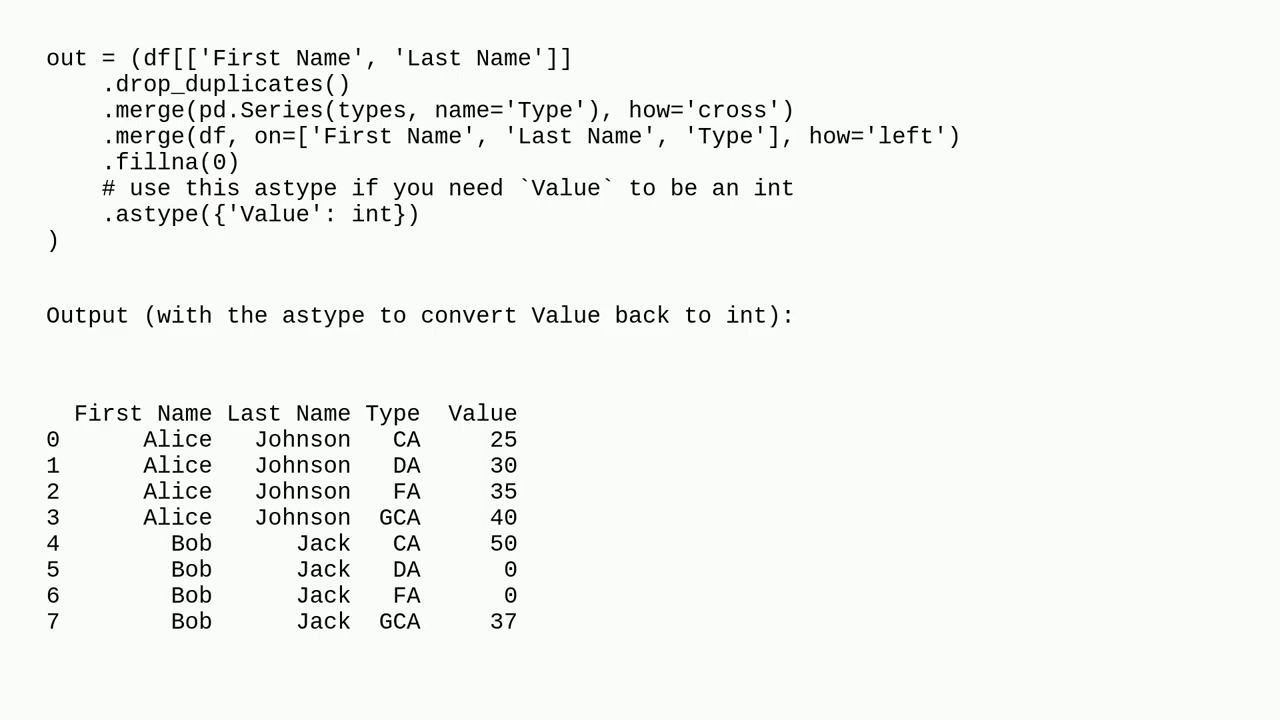 out = (df[['First Name', 'Last Name']]
    .drop_duplicates()
    .merge(pd.Series(types, name='Type'), how='cross')
    .merge(df, on=['First Name', 'Last Name', 'Type'], how='left')
    .fillna(0)
    # use this astype if you need `Value` to be an int
    .astype({'Value': int})
)
Output (with the astype to convert Value back to int):
  First Name Last Name Type  Value
0      Alice   Johnson   CA     25
1      Alice   Johnson   DA     30
2      Alice   Johnson   FA     35
3      Alice   Johnson  GCA     40
4        Bob      Jack   CA     50
5        Bob      Jack   DA      0
6        Bob      Jack   FA      0
7        Bob      Jack  GCA     37